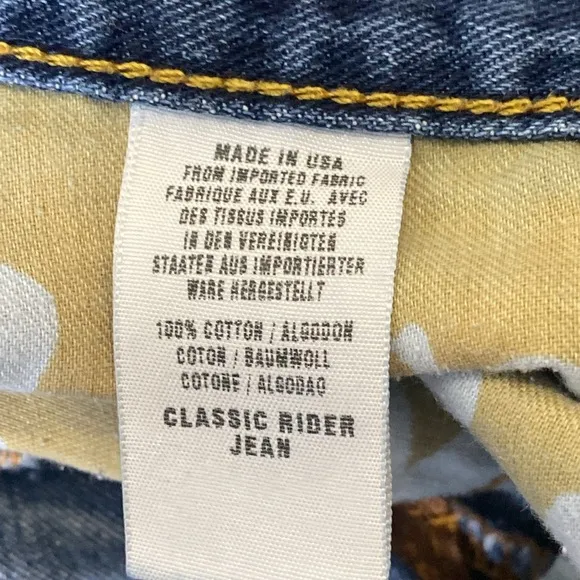 MADE IN USA
FROM IMPORTED FABRIC
FABRIQUE AUX E.U. AVEC
DES TISSUS IMPORTES
IN DEN VEREINIGTEN
STAATEN AUS IMPORTIERTER
WARE HERGESTELLT
100% COTTON / ALGODON
COTON / BAUMWOLL
COTONE / ALGODAO
CLASSIC RIDER
JEAN